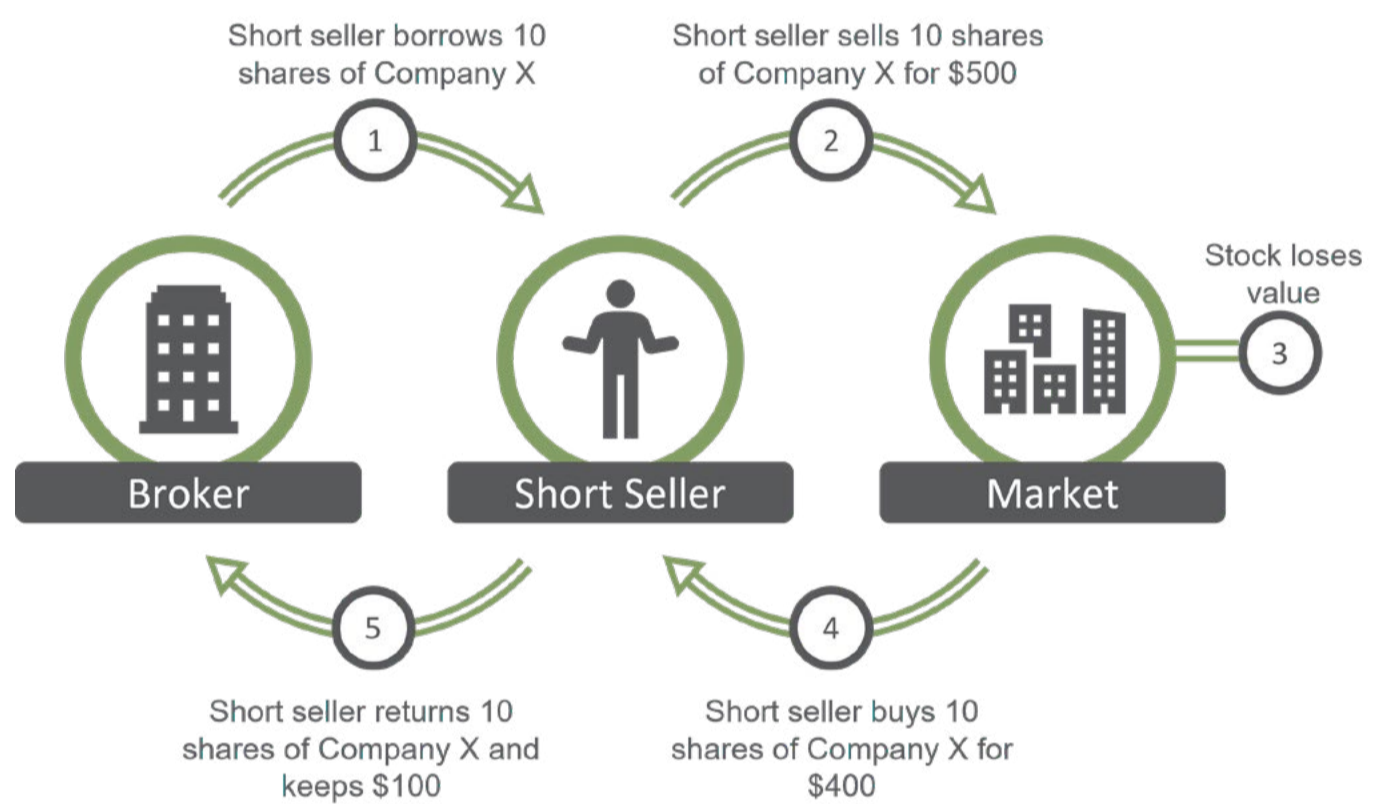 Short seller borrows 10
shares of Company X
1
Short seller sells 10 shares
of Company X for $500
2
Stock loses
value
3
Broker
Short Seller
Market
5
Short seller returns 10
shares of Company X and
keeps $100
4
Short seller buys 10
shares of Company X for
$400